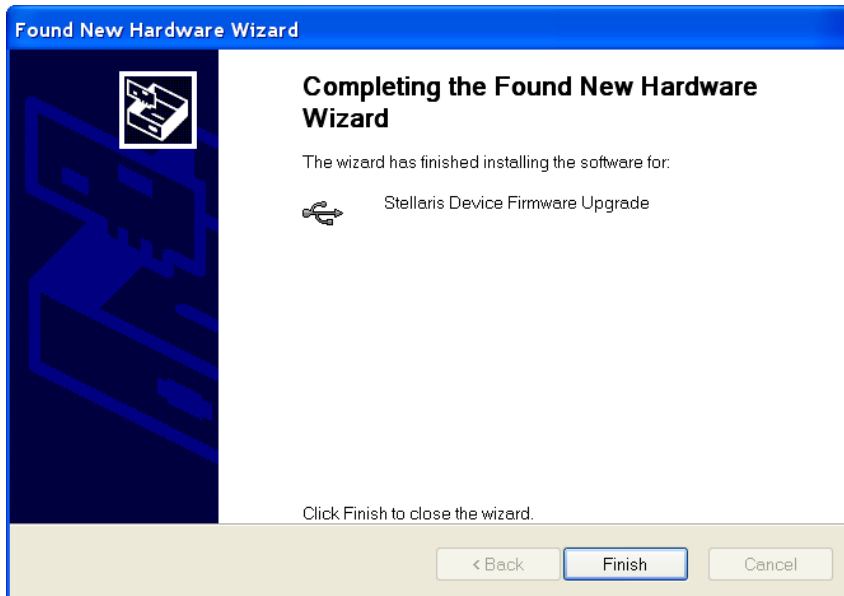 Found New Hardware Wizard
Completing the Found New Hardware
Wizard
The wizard has finished installing the software for:
Stellaris Device Firmware Upgrade
Click Finish to close the wizard.
< Back
Finish
Cancel